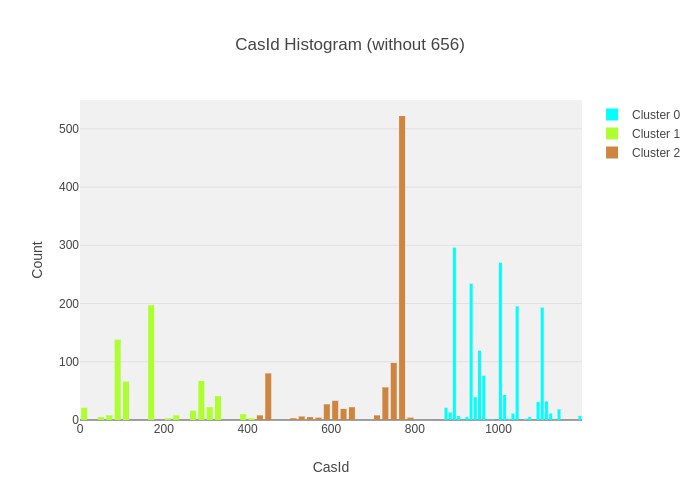 CasId Histogram (without 656)
Cluster 0
Cluster 1
Cluster 2
500
400
300
200
100
0
Count
0 200 400 600 800 1000
CasId